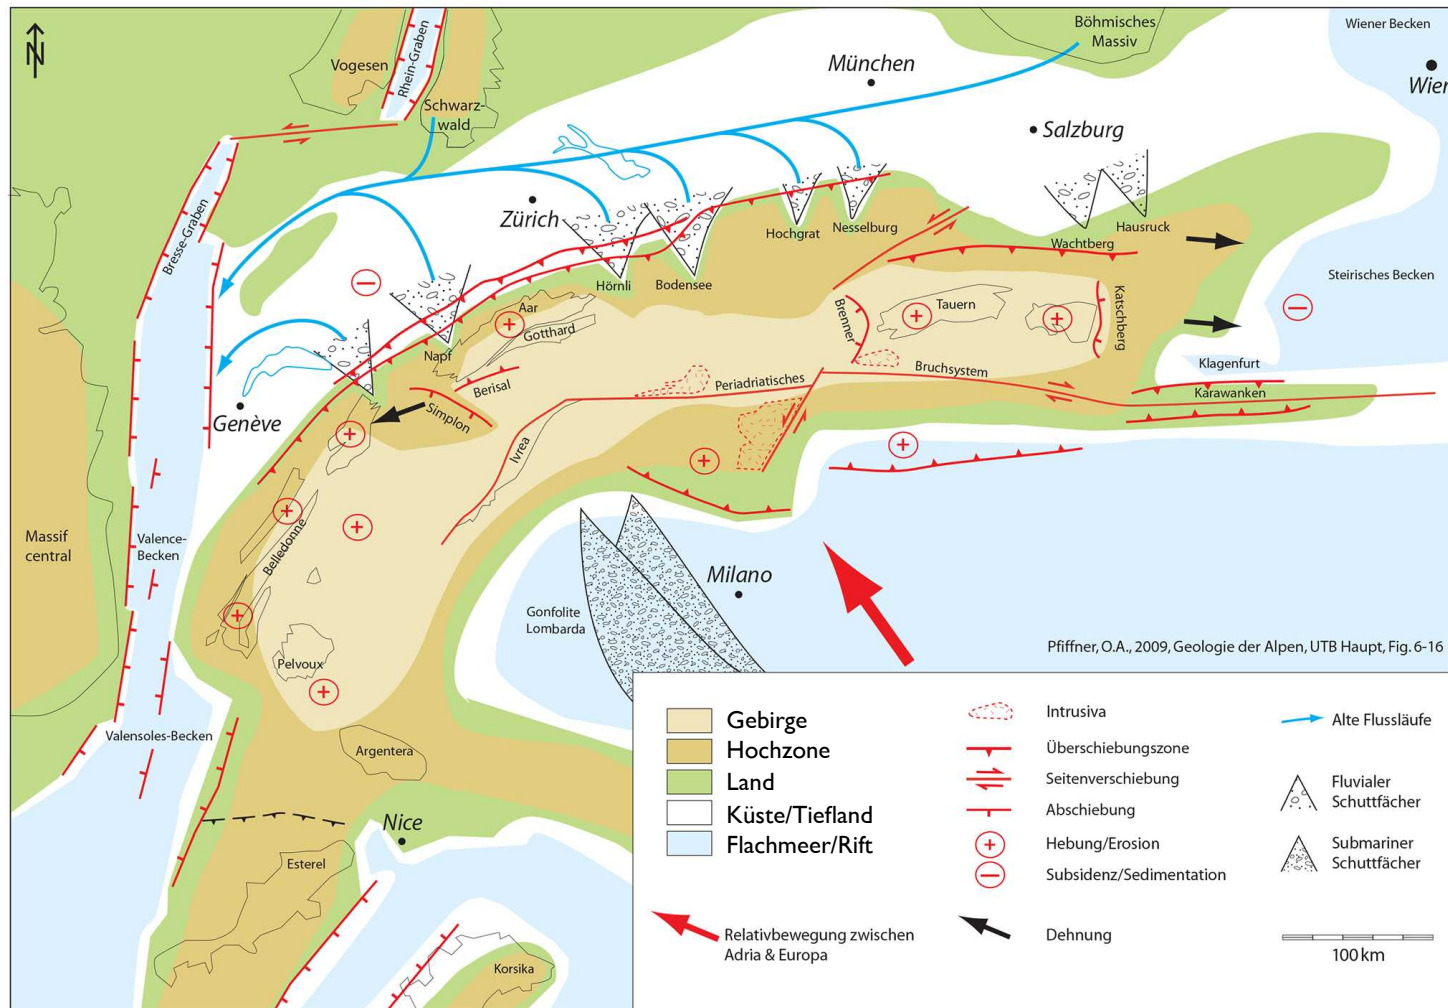 N
Vogesen
Rhein-Graben
Schwarz-
wald
Böhmisches
Massiv
Wiener Becken
Wien
München
Salzburg
Zürich
Bresse-Graben
Hochgrat
Nesselburg
Wachtberg
Hausruck
Hörnli
Bodensee
Steirisches Becken
Aar
Gotthard
Napf
Berisal
Simplon
Brenner
Tauern
Katschberg
Klagenfurt
Karawanken
Periadriatisches
Bruchsystem
Genève
Ivrea
Massif
central
Valence-
Becken
Belledonne
Milano
Gonfolite
Lombarda
Pelvoux
Pfiffner, O.A., 2009, Geologie der Alpen, UTB Haupt, Fig. 6-16
Valensoles-Becken
Argentera
Nice
Esterel
Korsika
Gebirge
Hochzone
Land
Küste/Tiefland
Flachmeer/Rift
Relativbewegung zwischen
Adria & Europa
Intrusiva
Überschiebungszone
Seitenverschiebung
Abschiebung
Hebung/Erosion
Subsidenz/Sedimentation
Dehnung
Alte Flussläufe
Fluvialer
Schuttfächer
Submariner
Schuttfächer
100 km